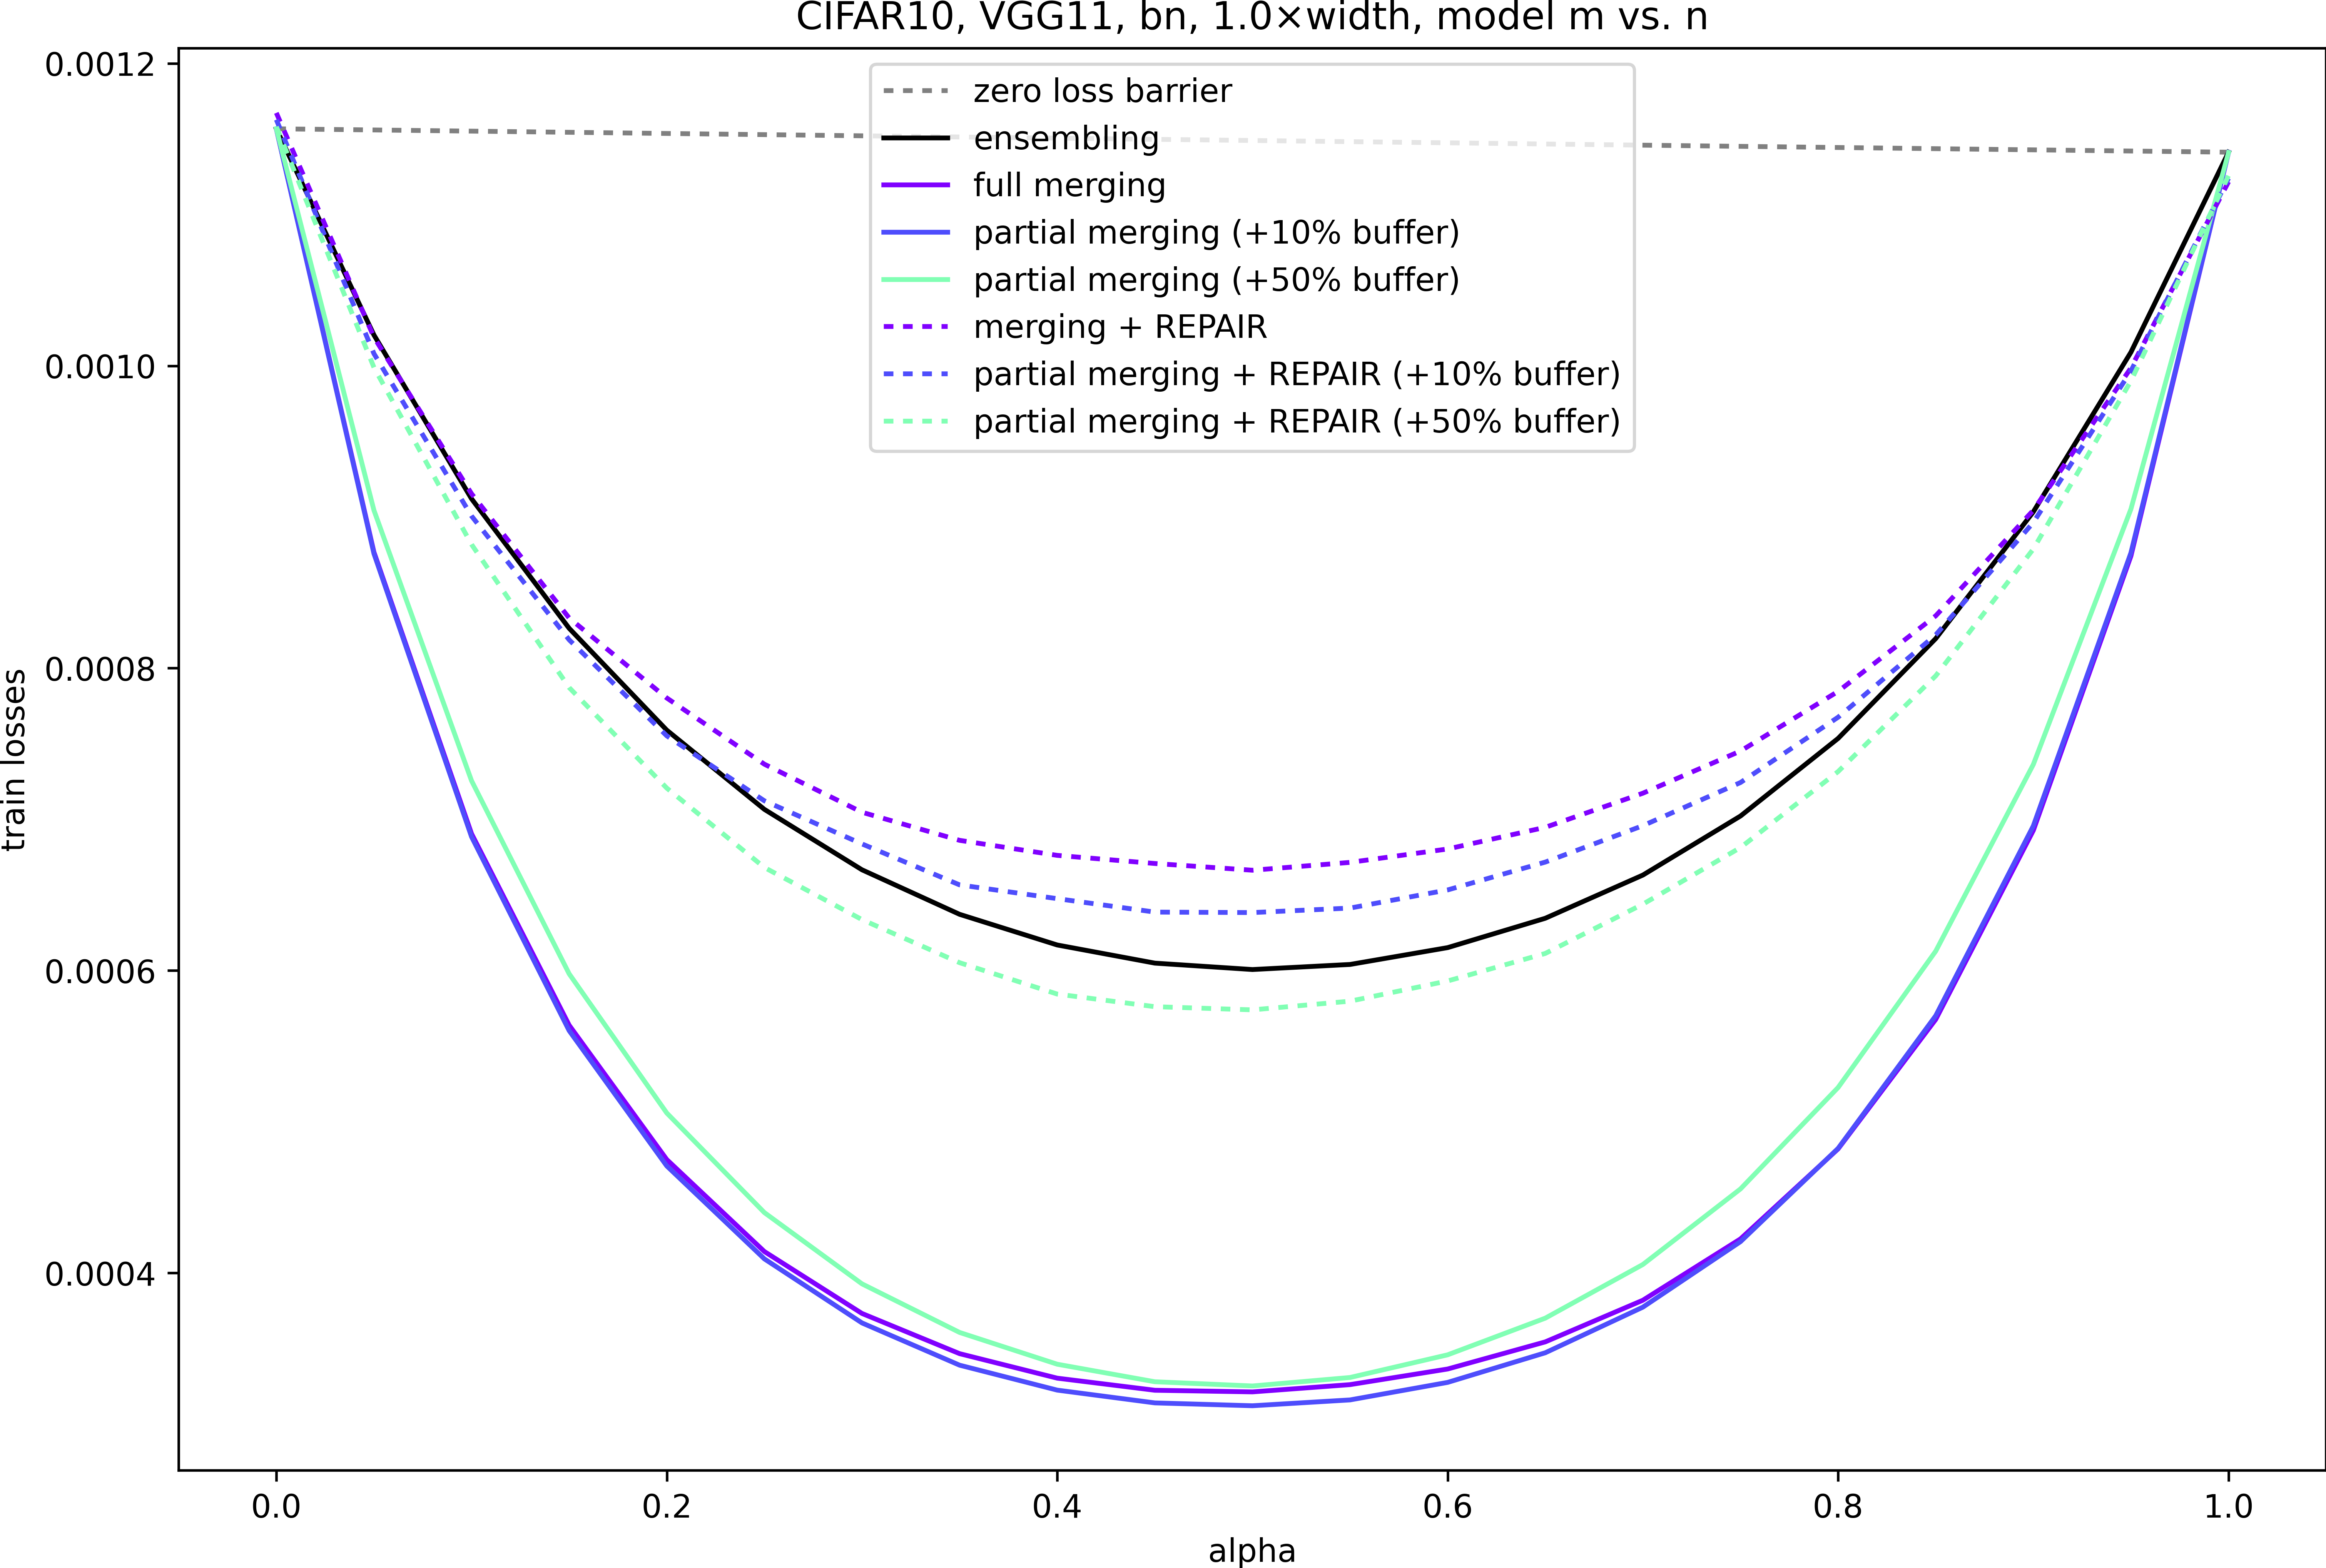 CIFAR10, VGG11, bn, 1.0×width, model m vs. n
0.0012
0.0010
0.0008
0.0006
0.0004
train losses
zero loss barrier
ensembling
full merging
partial merging (+10% buffer)
partial merging (+50% buffer)
merging + REPAIR
partial merging + REPAIR (+10% buffer)
partial merging + REPAIR (+50% buffer)
0.0
0.2
0.4
0.6
0.8
1.0
alpha